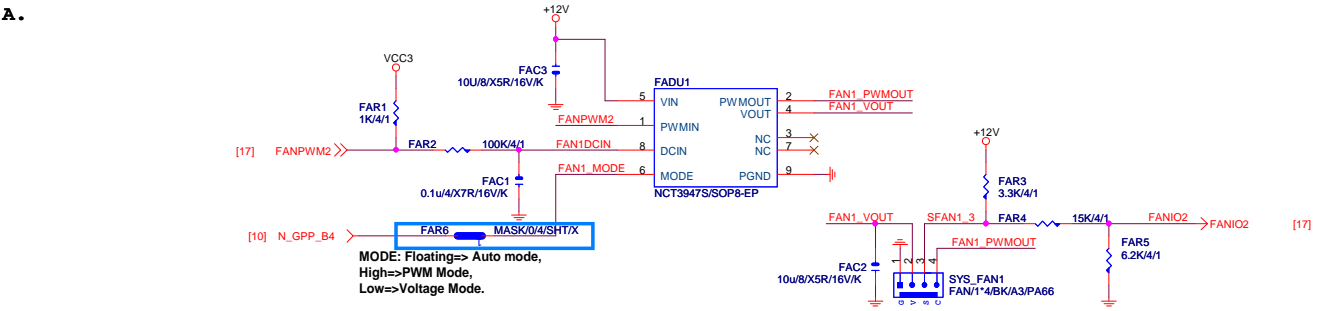 A.
+12V
VCC3
FAC3
10U/8/X5R/16V/K
FADU1
FAR1
1K/4/1
5 VIN PWMOUT 2 FAN1_PWMOUT
VOUT 4 FAN1_VOUT
FANPWM2 1 PWMIN
NC 3
[17] FANPWM2 FAR2 100K/4/1 FAN1DCIN 8 DCIN NC 7
FAN1_MODE 6 MODE PGND 9
NCT3947S/SOP8-EP
FAC1
0.1u/4/X7R/16V/K
+12V
FAR3
3.3K/4/1
[10] N_GPP_B4 FAR6 MASK/0/4/SHT/X
MODE: Floating=> Auto mode,
High=>PWM Mode,
Low=>Voltage Mode.
FAN1_VOUT SFAN1_3 FAR4 15K/4/1 FANIO2 FANIO2 [17]
FAN1_PWMOUT
FAR5
6.2K/4/1
FAC2
10u/8/X5R/16V/K
1 2 3 4
SYS_FAN1
FAN/1*4/BK/A3/PA66
G V S C